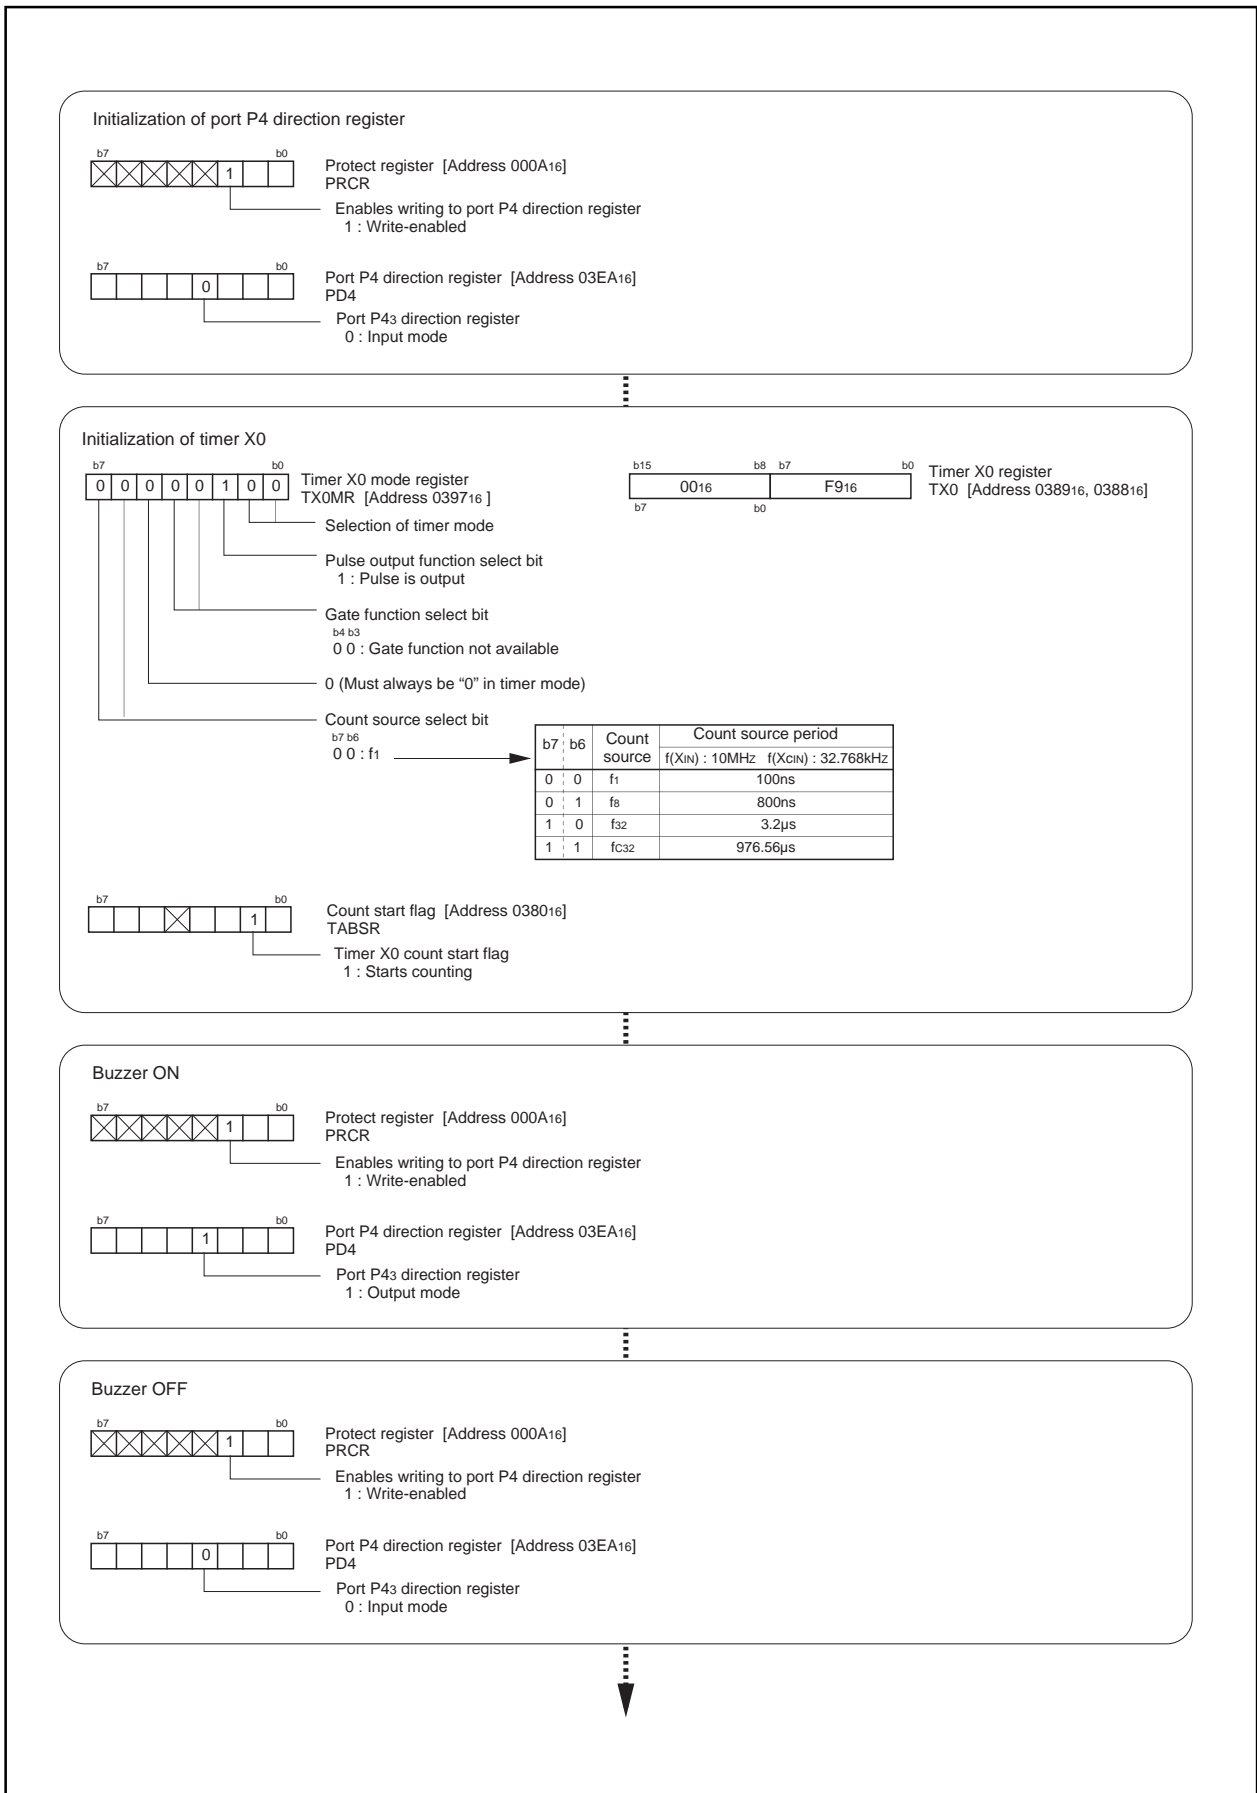 Initialization of port P4 direction register
b7 b0
1
Protect register [Address 000A16]
PRCR
Enables writing to port P4 direction register
1 : Write-enabled
b7 b0
0
Port P4 direction register [Address 03EA16]
PD4
Port P43 direction register
0 : Input mode
Initialization of timer X0
b7 b0
0 0 0 0 0 1 0 0
Timer X0 mode register
TX0MR [Address 039716 ]
b15 b8 b7 b0
0016 F916
b7 b0
Timer X0 register
TX0 [Address 038916, 038816]
Selection of timer mode
Pulse output function select bit
1 : Pulse is output
Gate function select bit
b4 b3
0 0 : Gate function not available
0 (Must always be “0” in timer mode)
Count source select bit
b7 b6
0 0 : f1
b7 b6 Count source Count source period
f(XIN) : 10MHz f(XCIN) : 32.768kHz
0 0 f1 100ns
0 1 f8 800ns
1 0 f32 3.2µs
1 1 fC32 976.56µs
b7 b0
1
Count start flag [Address 038016]
TABSR
Timer X0 count start flag
1 : Starts counting
Buzzer ON
b7 b0
1
Protect register [Address 000A16]
PRCR
Enables writing to port P4 direction register
1 : Write-enabled
b7 b0
1
Port P4 direction register [Address 03EA16]
PD4
Port P43 direction register
1 : Output mode
Buzzer OFF
b7 b0
1
Protect register [Address 000A16]
PRCR
Enables writing to port P4 direction register
1 : Write-enabled
b7 b0
0
Port P4 direction register [Address 03EA16]
PD4
Port P43 direction register
0 : Input mode